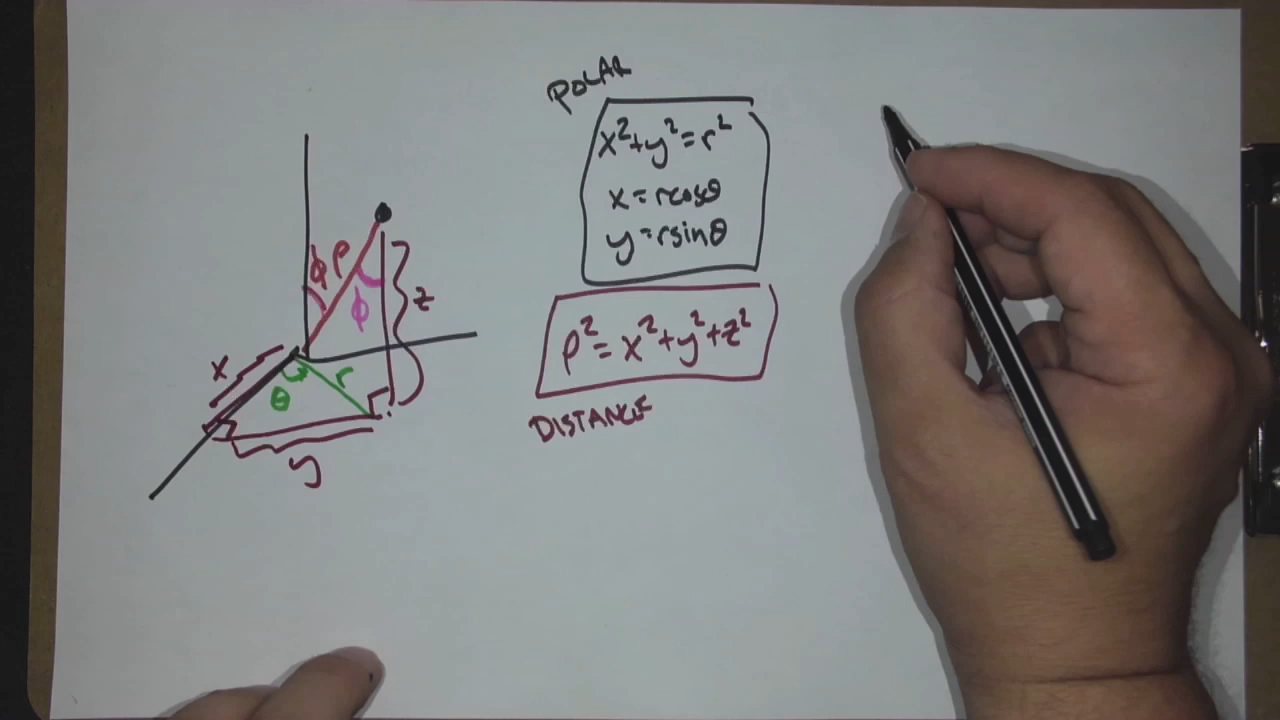 POLAR
x²+y²=r²
x=rcosθ
y=rsinθ
ρ²=x²+y²+z²
DISTANCE
ϕ ρ
ϕ
z
x
r
θ
y